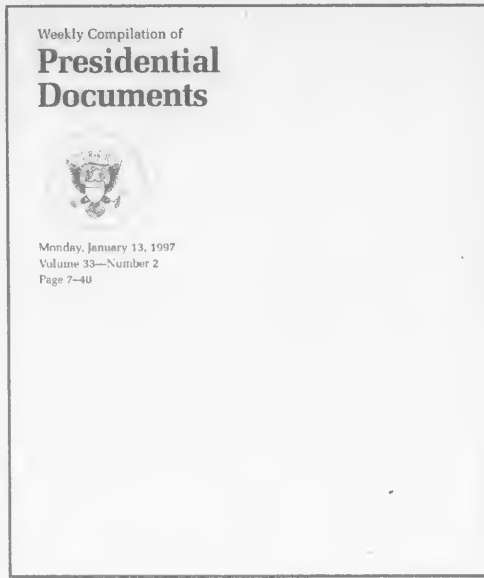 Weekly Compilation of
Presidential
Documents
Monday, January 13, 1997
Volume 33—Number 2
Page 7–40